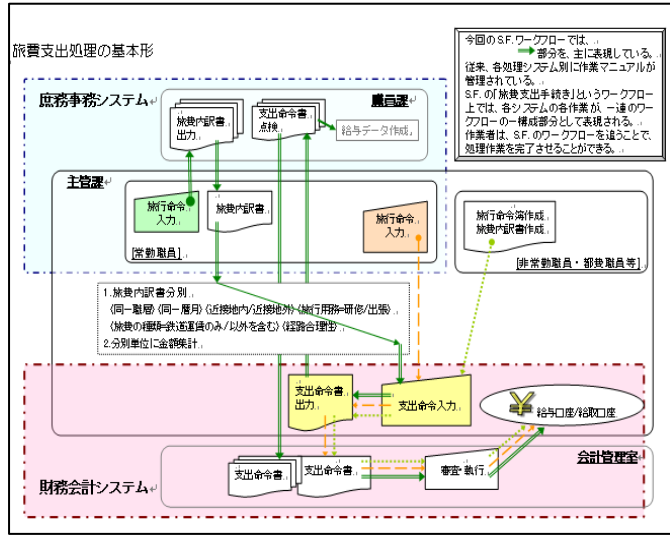 旅費支出処理の基本形
今回のS.F.ワークフローでは、
部分を、主に表現している。
従来、各処理システム別に作業マニュアルが
管理されている。
S.F.の「旅費支出手続き」というワークフロー
上では、各システムの各作業が、一連のワー
クフローの一構成部分として表現される。
作業者は、S.F.のワークフローを追うことで、
処理作業を完了させることができる。
庶務事務システム
職員課
旅費内訳書
出力
支出命令書
点検
給与データ作成
主管課
旅行命令
入力
旅費内訳書
[常勤職員]
旅行命令
入力
旅行命令簿作成
旅費内訳書作成
[非常勤職員・都費職員等]
1.旅費内訳書分別
(同一職層)(同一暦月)(近接地内/近接地外)(旅行用務=研修/出張)
(旅費の種類=鉄道運賃のみ/以外を含む)(経路合理性)
2.分別単位に金額集計
支出命令書
出力
支出命令入力
¥
給与口座/給取口座
会計管理室
財務会計システム
支出命令書
支出命令書
審査・執行